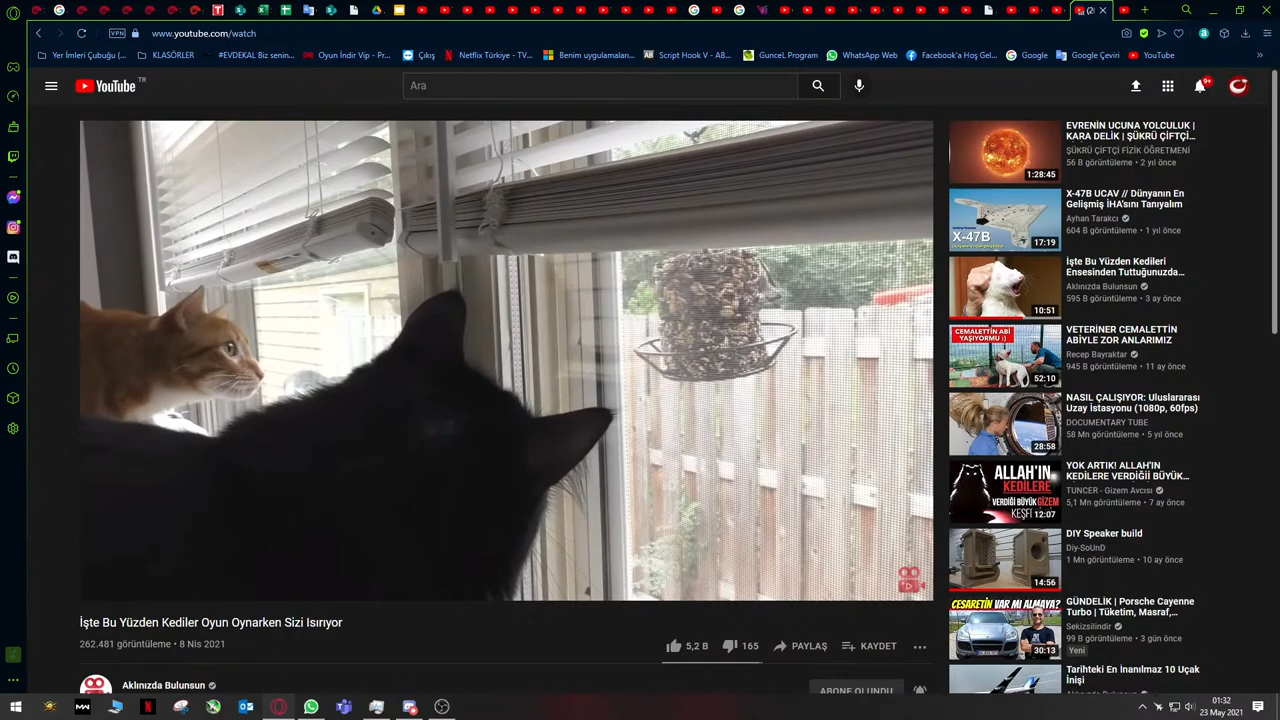 (2
VPN
www.youtube.com/watch
Yer İmleri Çubuğu (...
KLASÖRLER
#EVDEKAL Biz senin...
Oyun İndir Vip - Pr...
Çıkış
Netflix Türkiye - TV...
Benim uygulamaları...
Script Hook V - AB...
GunceL Program
WhatsApp Web
Facebook'a Hoş Gel...
Google
Google Çeviri
YouTube
YouTube TR
Ara
9+
1:28:45
EVRENİN UCUNA YOLCULUK |
KARA DELİK | ŞÜKRÜ ÇİFTÇİ...
ŞÜKRÜ ÇİFTÇİ FİZİK ÖĞRETMENİ
56 B görüntüleme • 2 yıl önce
X-47B
17:19
X-47B UCAV // Dünyanın En
Gelişmiş İHA'sını Tanıyalım
Ayhan Tarakcı
604 B görüntüleme • 1 yıl önce
10:51
İşte Bu Yüzden Kedileri
Ensesinden Tuttuğunuzda...
Aklınızda Bulunsun
595 B görüntüleme • 3 ay önce
CEMALETTİN ABİ
YAŞIYORMU :)
52:10
VETERİNER CEMALETTİN
ABİYLE ZOR ANLARIMIZ
Recep Bayraktar
945 B görüntüleme • 11 ay önce
28:58
NASIL ÇALIŞIYOR: Uluslararası
Uzay İstasyonu (1080p, 60fps)
DOCUMENTARY TUBE
58 Mn görüntüleme • 5 yıl önce
ALLAH'IN
KEDİLERE
VERDİĞİ BÜYÜK GİZEM
KEŞFİ
12:07
YOK ARTIK! ALLAH'IN
KEDİLERE VERDİĞİİ BÜYÜK...
TUNCER - Gizem Avcısı
5,1 Mn görüntüleme • 7 ay önce
14:56
DIY Speaker build
Diy-SoUnD
1 Mn görüntüleme • 10 ay önce
CESARETİN VAR MI ALMAYA?
30:13
GÜNDELİK | Porsche Cayenne
Turbo | Tüketim, Masraf,...
Sekizsilindir
99 B görüntüleme • 3 gün önce
Yeni
Tarihteki En İnanılmaz 10 Uçak
İnişi
İşte Bu Yüzden Kediler Oyun Oynarken Sizi Isırıyor
262.481 görüntüleme • 8 Nis 2021
5,2 B
165
PAYLAŞ
KAYDET
Aklınızda Bulunsun
ABONE OLUNDU
01:32
23 May 2021